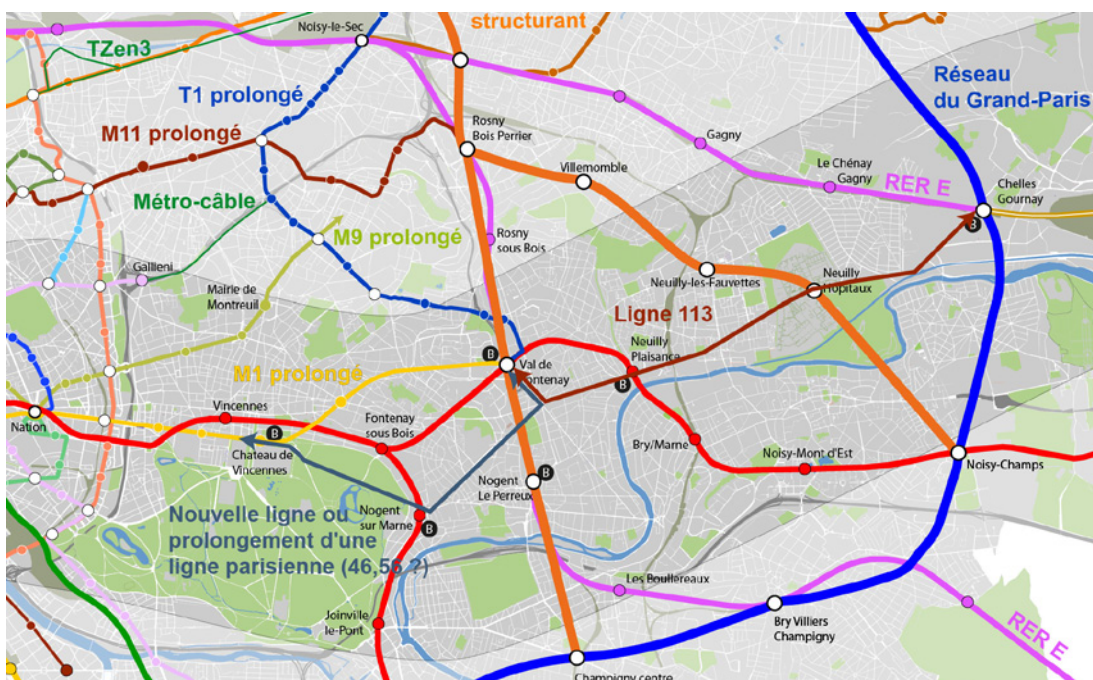 structurant
Noisy-le-Sec
TZen3
T1 prolongé
Réseau
du Grand-Paris
M11 prolongé
Rosny
Bois Perrier
Gagny
Villemomble
Le Chénay
Gagny
RER E
Chelles
Gournay
B
Métro-câble
M9 prolongé
Rosny
sous Bois
Gallieni
Mairie de
Montreuil
Neuilly-les-Fauvettes
Neuilly
Hôpitaux
Ligne 113
B
Val de
Fontenay
Neuilly
Plaisance
B
M1 prolongé
Vincennes
Nation
Fontenay
sous Bois
B
Chateau de
Vincennes
Bry/Marne
Noisy-Mont d'Est
Noisy-Champs
B
Nogent
Le Perreux
Nouvelle ligne ou
prolongement d'une
ligne parisienne (46,56 ?)
Nogent
sur Marne
B
Les Boullereaux
Joinville
le-Pont
Bry Villiers
Champigny
RER E
Champigny centre